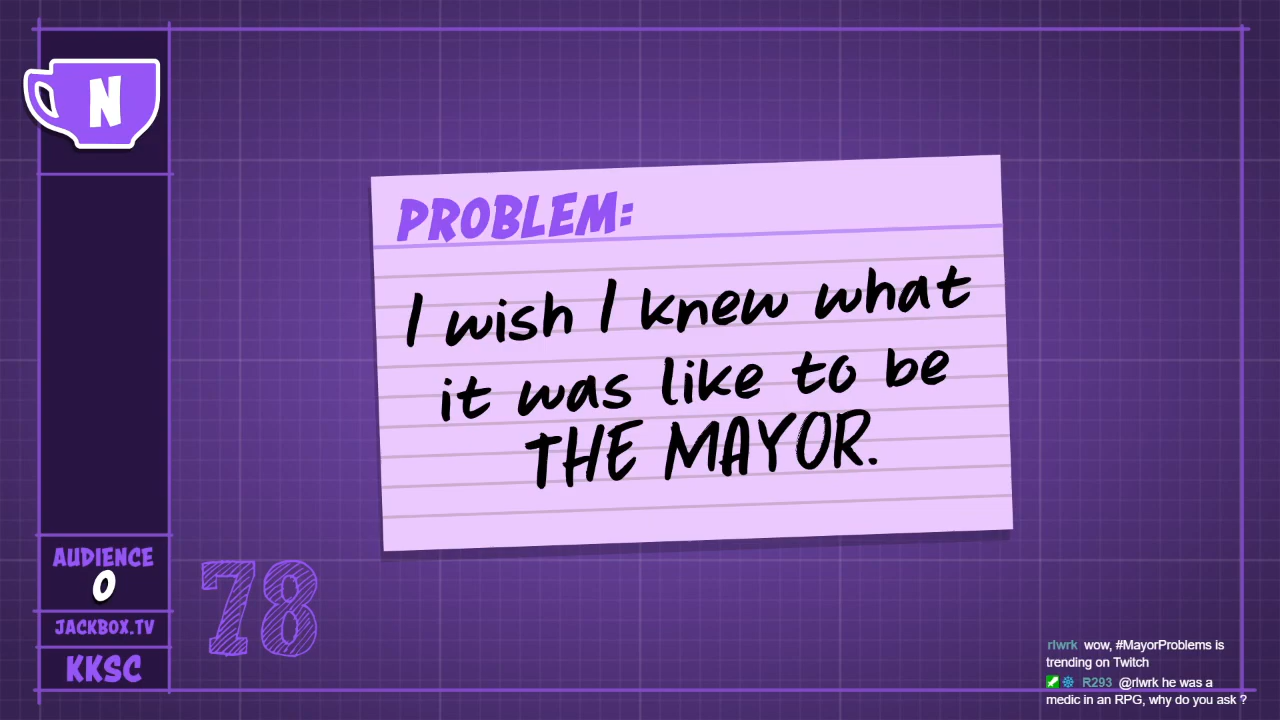 N
PROBLEM:
I wish I knew what
it was like to be
THE MAYOR.
AUDIENCE
0
JACKBOX.TV
KKSC
78
rlwrk wow, #MayorProblems is
trending on Twitch
R293 @rlwrk he was a
medic in an RPG, why do you ask ?